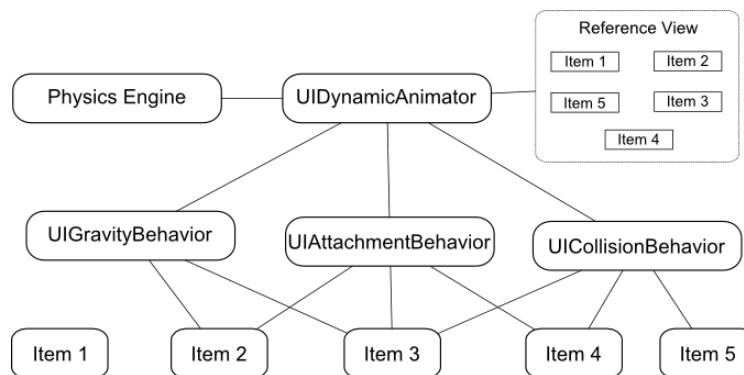 Reference View
Item 1
Item 2
Physics Engine
UIDynamicAnimator
Item 5
Item 3
Item 4
UIGravityBehavior
UIAttachmentBehavior
UICollisionBehavior
Item 1
Item 2
Item 3
Item 4
Item 5